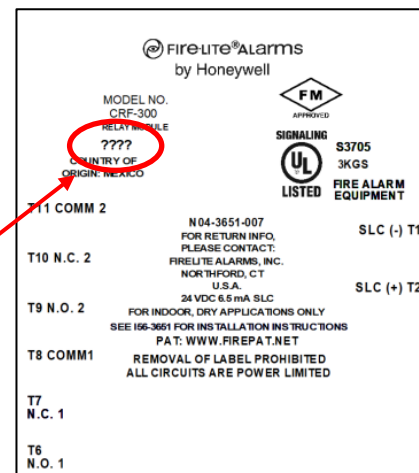 FIRE-LITE® ALARMS
by Honeywell
MODEL NO.
CRF-300
RELAY MODULE
????
COUNTRY OF
ORIGIN: MEXICO
FM
APPROVED
SIGNALING
UL
LISTED
S3705
3KGS
FIRE ALARM
EQUIPMENT
T11 COMM 2
N04-3651-007
FOR RETURN INFO,
PLEASE CONTACT:
FIRELITE ALARMS, INC.
NORTHFORD, CT
U.S.A.
24 VDC 6.5 mA SLC
FOR INDOOR, DRY APPLICATIONS ONLY
SEE I56-3651 FOR INSTALLATION INSTRUCTIONS
PAT: WWW.FIREPAT.NET
REMOVAL OF LABEL PROHIBITED
ALL CIRCUITS ARE POWER LIMITED
SLC (-) T1
SLC (+) T2
T10 N.C. 2
T9 N.O. 2
T8 COMM1
T7
N.C. 1
T6
N.O. 1